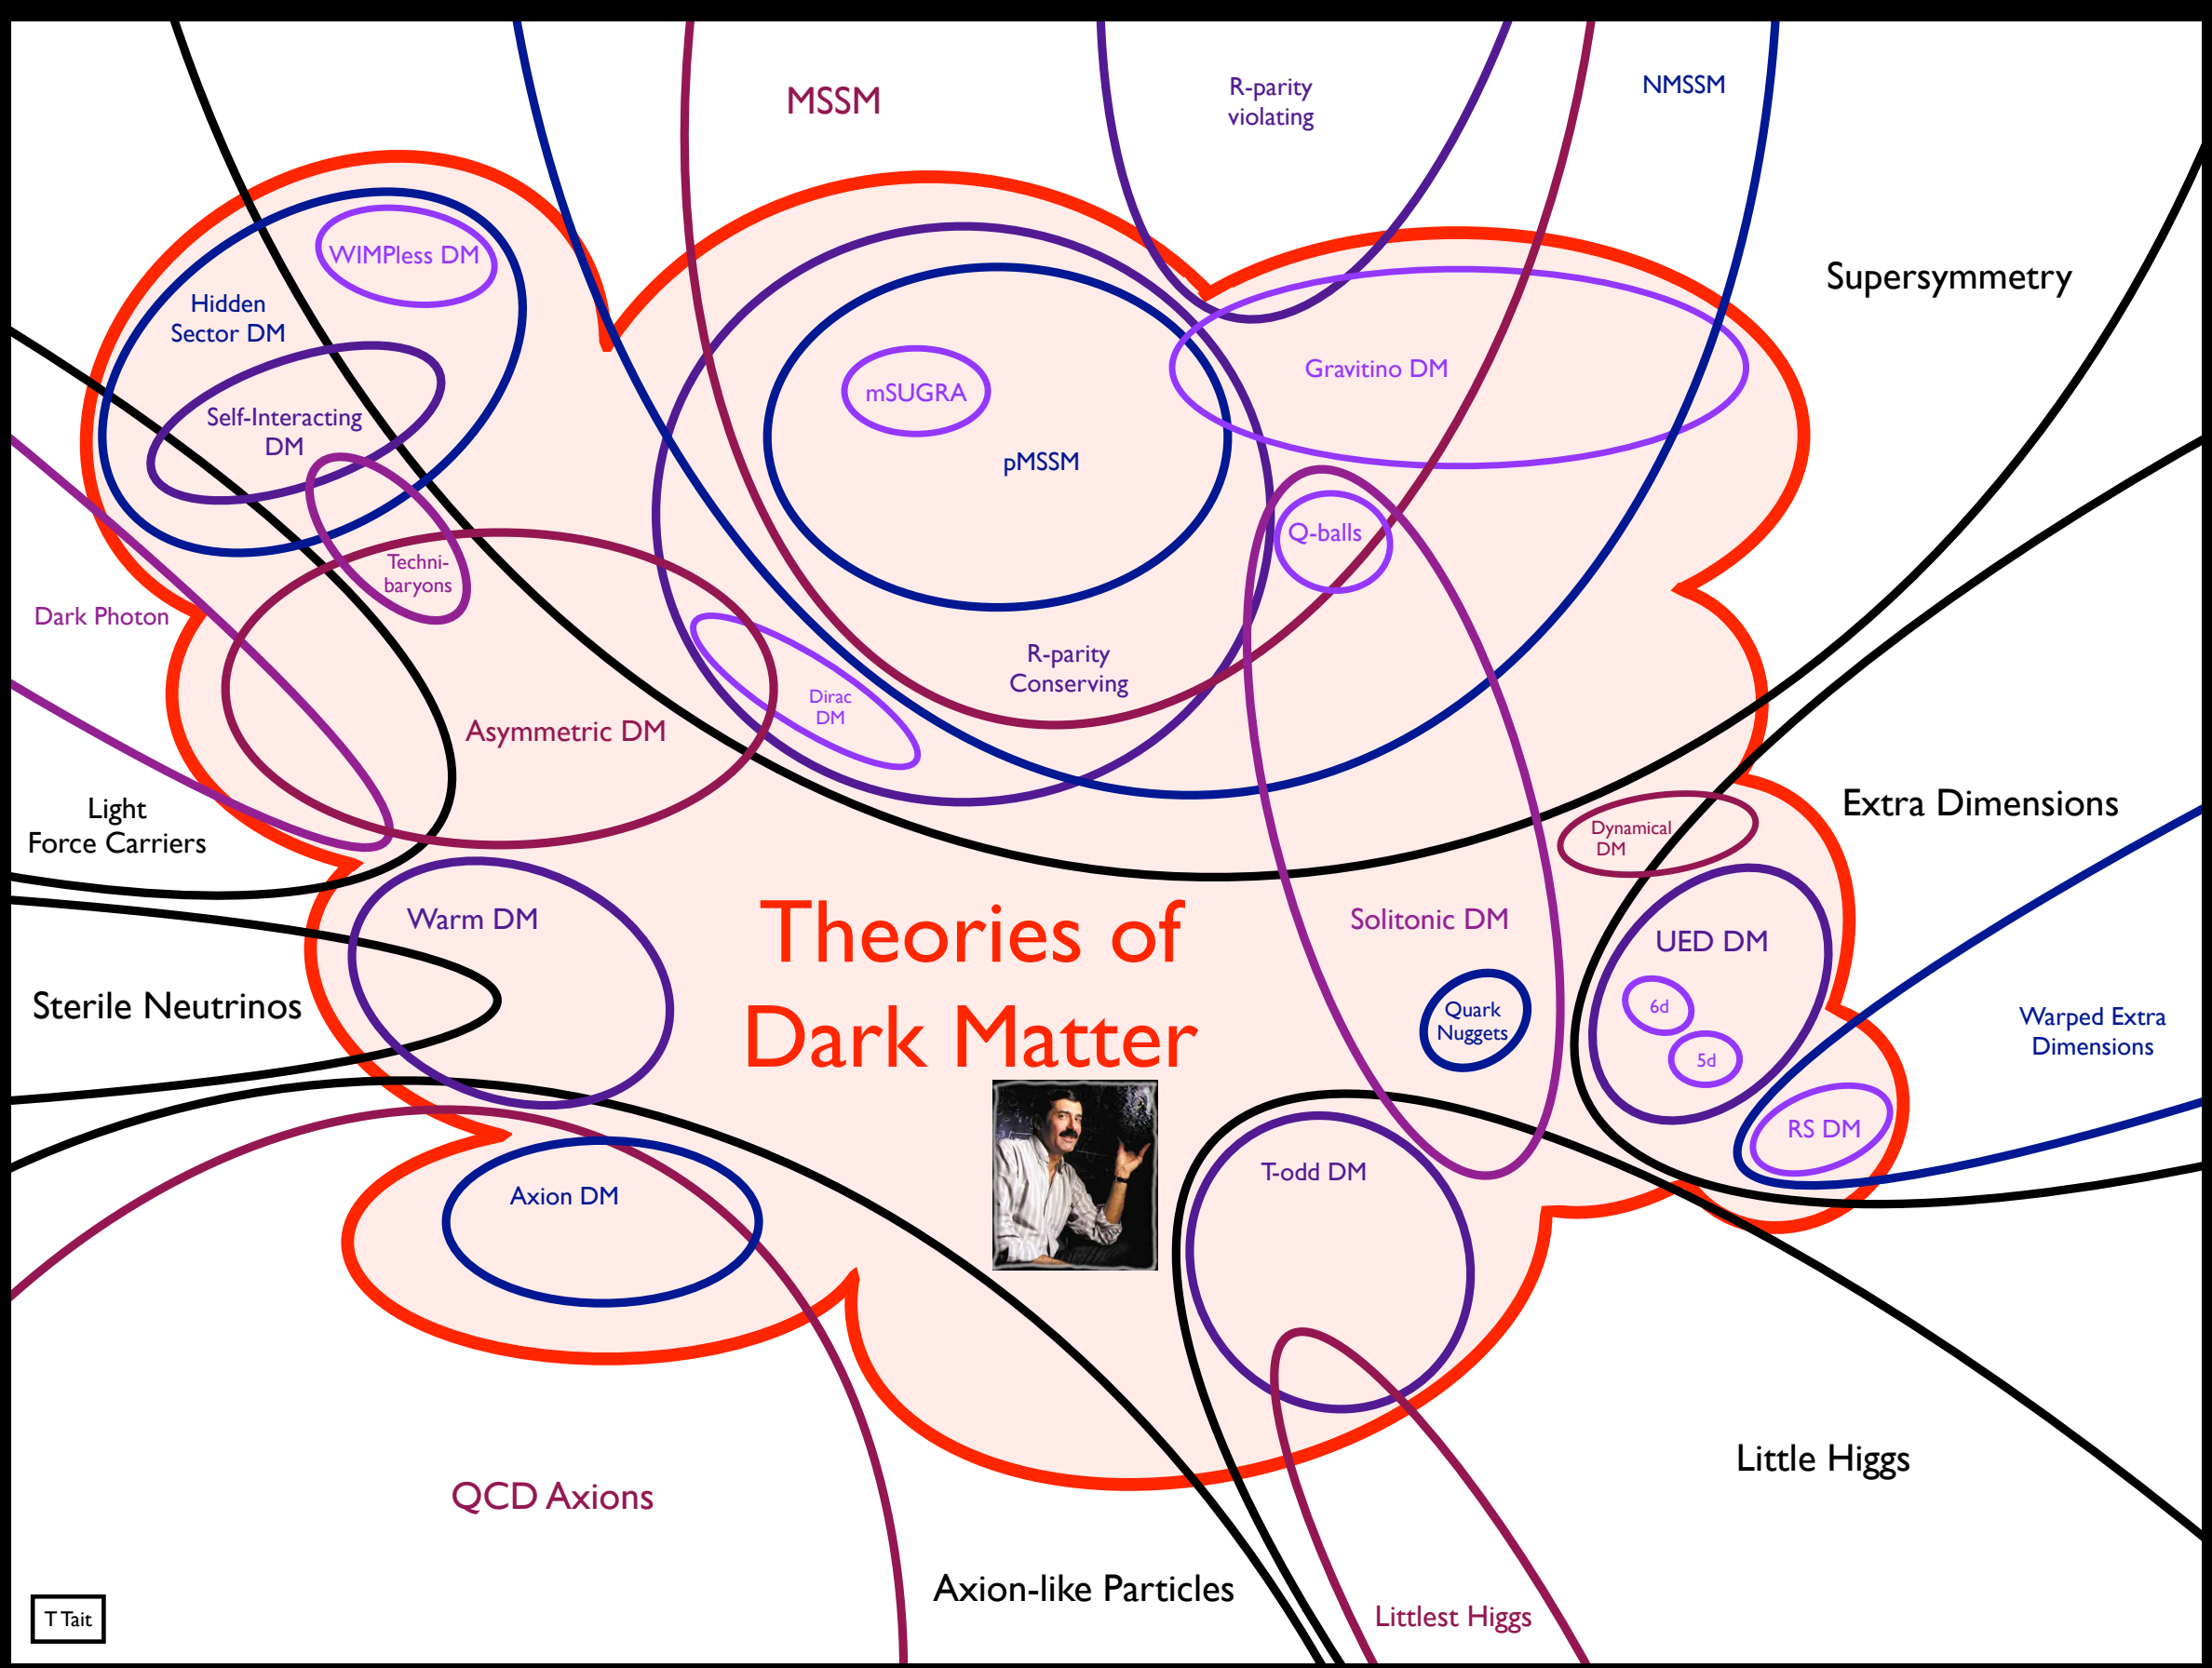 MSSM
R-parity
violating
NMSSM
Supersymmetry
WIMPless DM
Hidden
Sector DM
Self-Interacting
DM
mSUGRA
Gravitino DM
pMSSM
Q-balls
Techni-
baryons
Dark Photon
R-parity
Conserving
Dirac
DM
Asymmetric DM
Light
Force Carriers
Extra Dimensions
Dynamical
DM
Warm DM
Theories of
Dark Matter
Solitonic DM
UED DM
Sterile Neutrinos
Quark
Nuggets
6d
5d
Warped Extra
Dimensions
RS DM
Axion DM
T-odd DM
Little Higgs
QCD Axions
Axion-like Particles
Littlest Higgs
T Tait